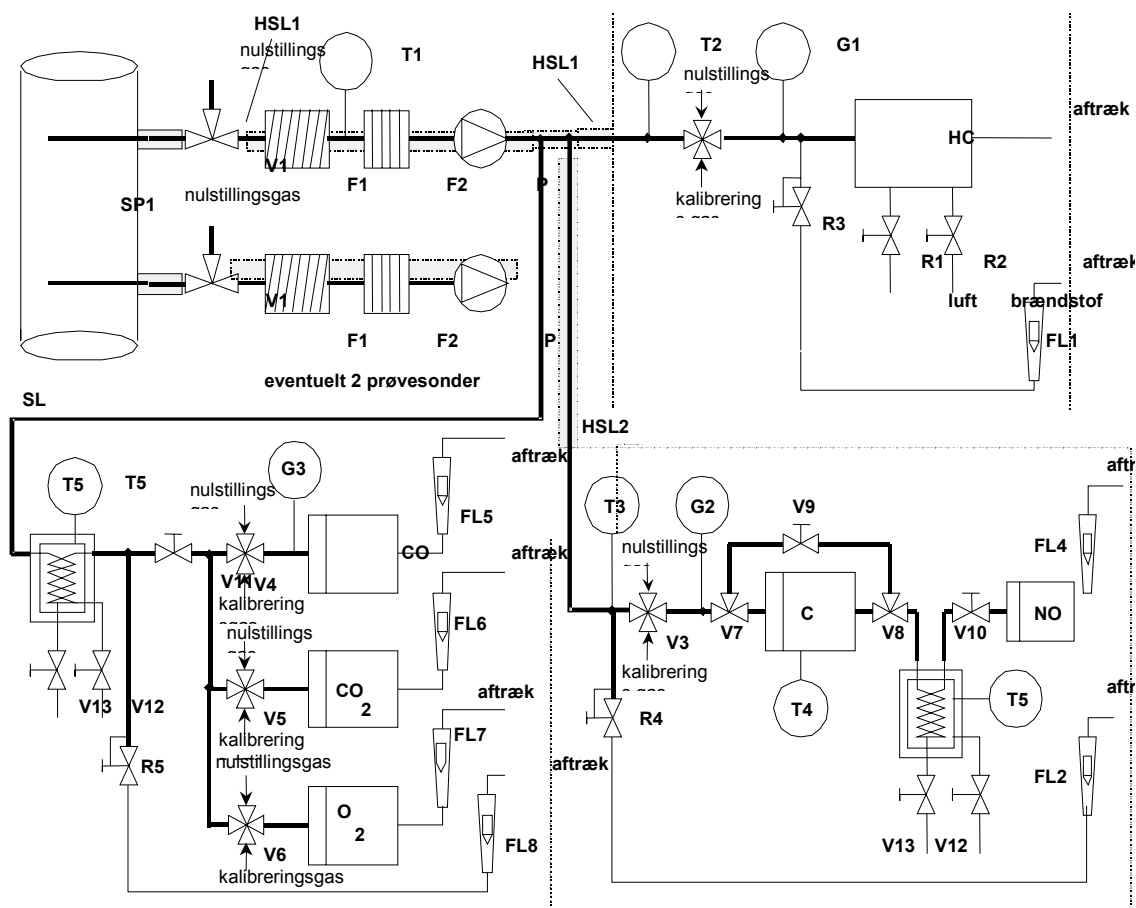 HSL1
nulstillings
T1
HSL1
T2
nulstillings
G1
aftræk
HC
V1
F1
F2
P
kalibrering
SP1
nulstillingsgas
R3
R1
R2
aftræk
luft
brændstof
V1
F1
F2
P
FL1
eventuelt 2 prøvesonder
SL
HSL2
aftræk
T5
T5
nulstillings
G3
FL5
CO
V4
kalibrering
nulstillings
aftræk
FL6
CO
2
V5
kalibrering
V13
V12
aftræk
R5
nulstillingsgas
FL7
O
2
V6
kalibreringsgas
FL8
aftræk
T3
G2
V9
nulstillings
FL4
V3
V7
C
V8
V10
NO
kalibrering
T4
T5
R4
FL2
V13
V12